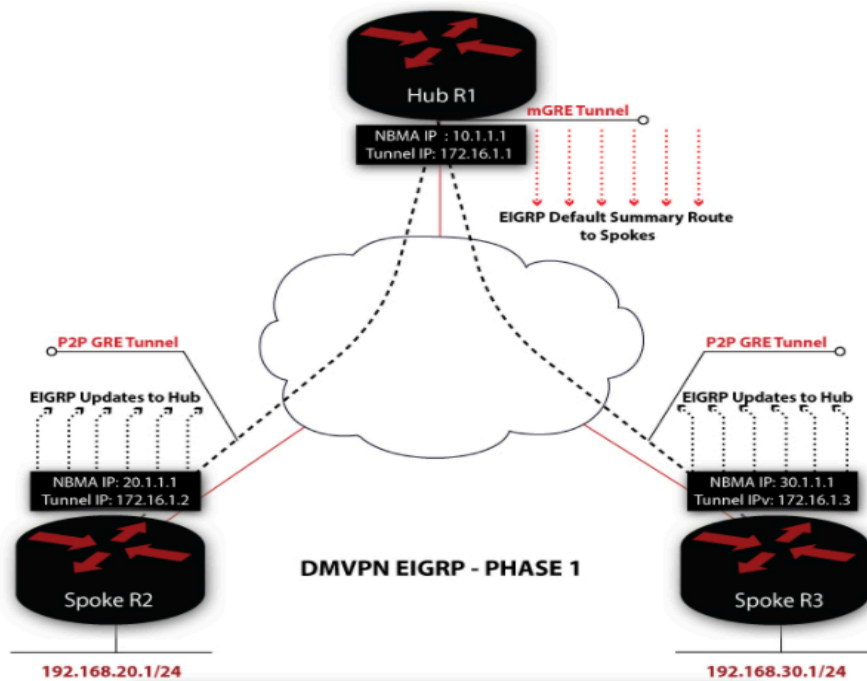 Hub R1
mGRE Tunnel
NBMA IP : 10.1.1.1
Tunnel IP: 172.16.1.1
EIGRP Default Summary Route
to Spokes
P2P GRE Tunnel
P2P GRE Tunnel
EIGRP Updates to Hub
EIGRP Updates to Hub
NBMA IP: 20.1.1.1
Tunnel IP: 172.16.1.2
NBMA IP: 30.1.1.1
Tunnel IPv: 172.16.1.3
DMVPN EIGRP - PHASE 1
Spoke R2
Spoke R3
192.168.20.1/24
192.168.30.1/24